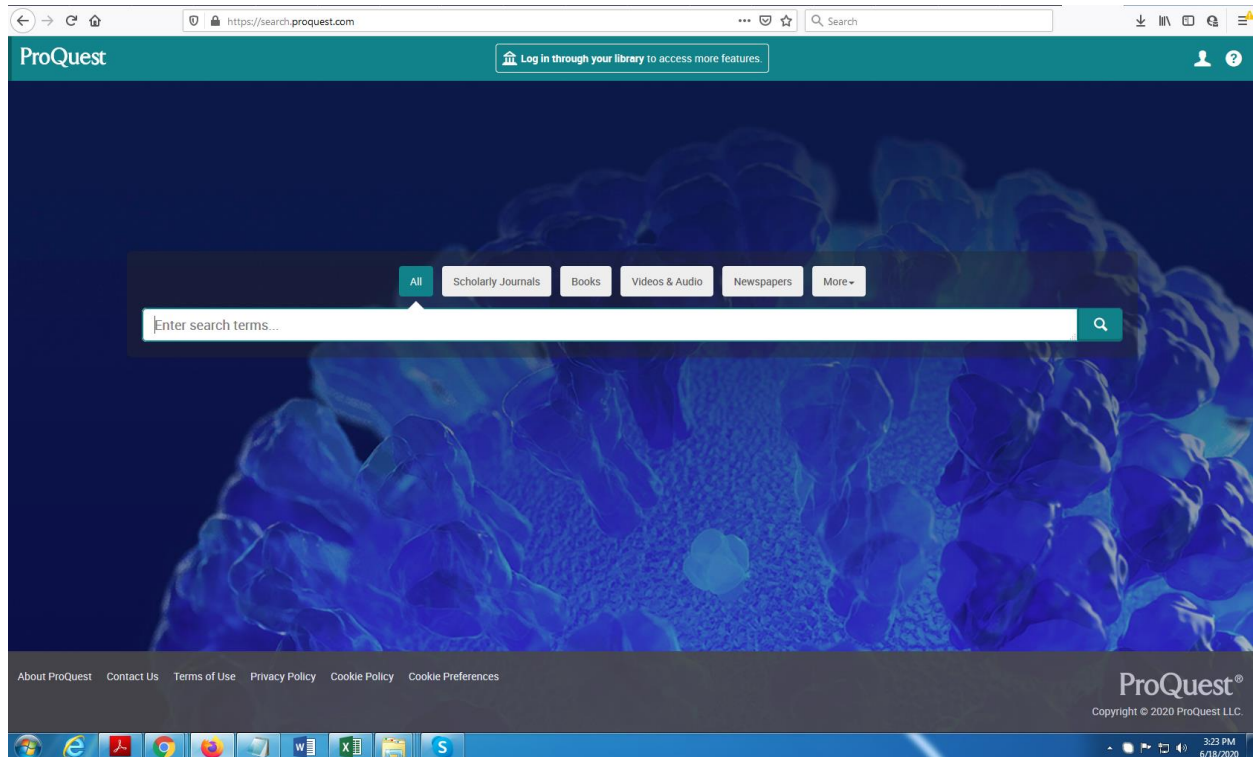 https://search.proquest.com
Search
ProQuest
Log in through your library to access more features.
All
Scholarly Journals
Books
Videos & Audio
Newspapers
More
Enter search terms...
About ProQuest Contact Us Terms of Use Privacy Policy Cookie Policy Cookie Preferences
ProQuest®
Copyright © 2020 ProQuest LLC.
3:23 PM
6/18/2020